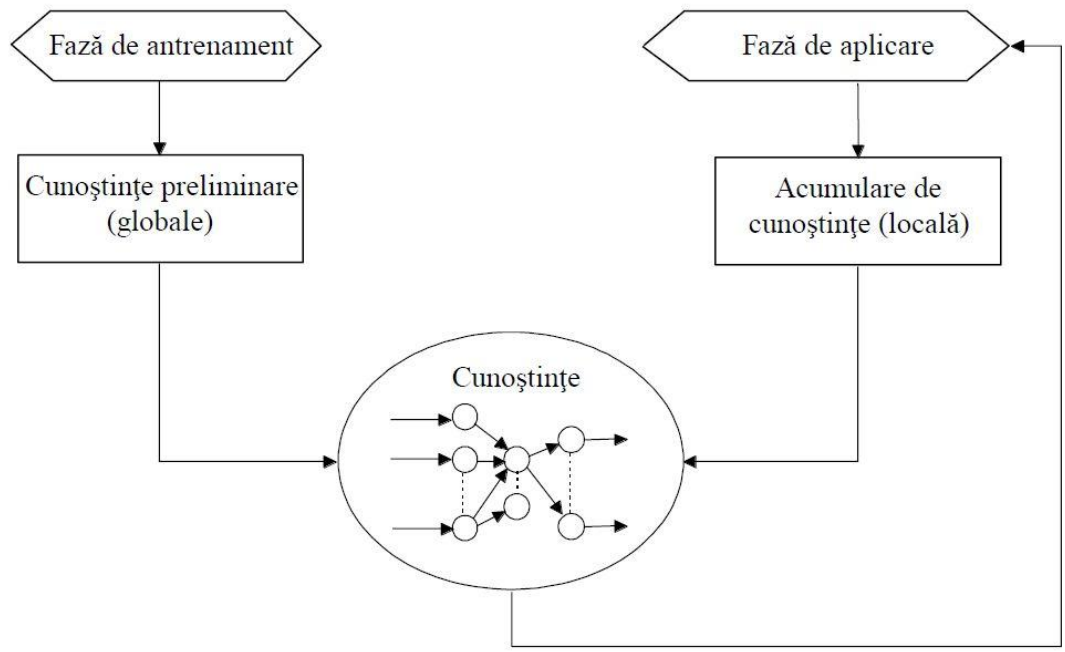 Fază de antrenament
Fază de aplicare
Cunoştinţe preliminare
(globale)
Acumulare de
cunoştinţe (locală)
Cunoştinţe